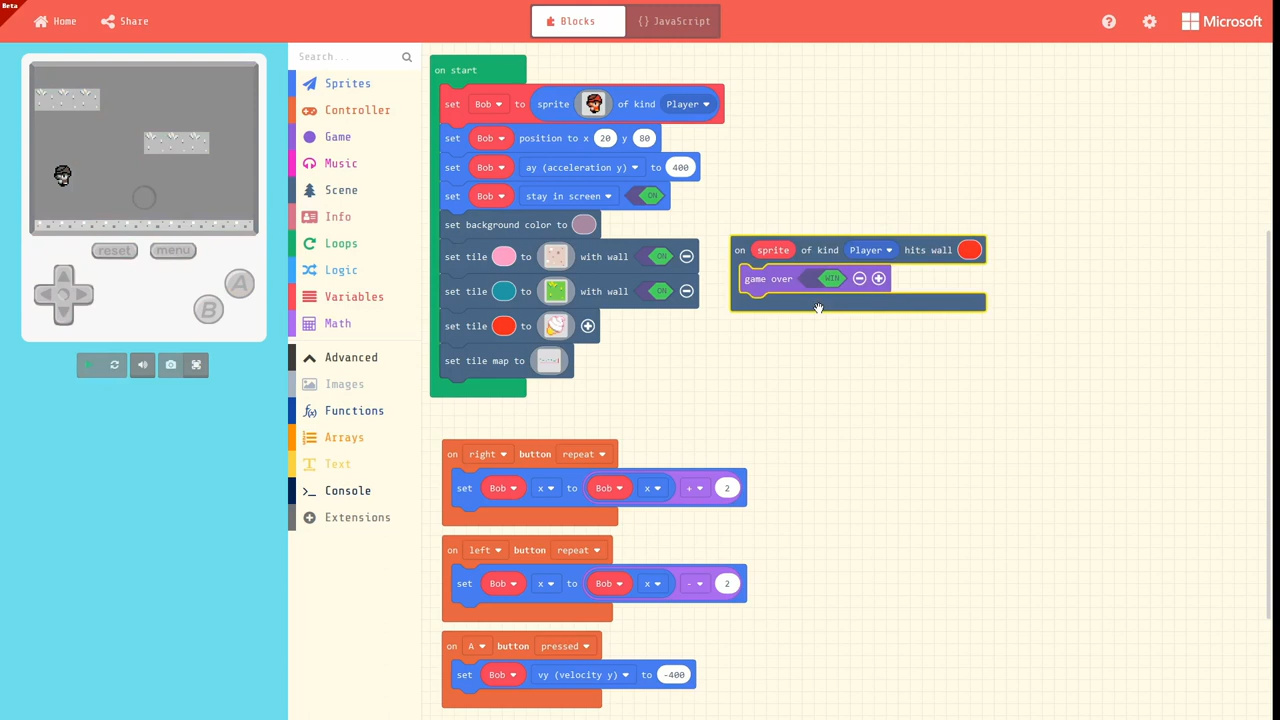 Beta
Home
Share
Blocks
{} JavaScript
Microsoft
reset
menu
A
B
Search...
Sprites
Controller
Game
Music
Scene
Info
Loops
Logic
Variables
Math
Advanced
Images
Functions
Arrays
Text
Console
Extensions
on start
set Bob to sprite of kind Player
set Bob position to x 20 y 80
set Bob ay (acceleration y) to 400
set Bob stay in screen ON
set background color to
set tile to with wall ON
set tile to with wall ON
set tile to
set tile map to
on sprite of kind Player hits wall
game over WIN
on right button repeat
set Bob x to Bob x + 2
on left button repeat
set Bob x to Bob x - 2
on A button pressed
set Bob vy (velocity y) to -400